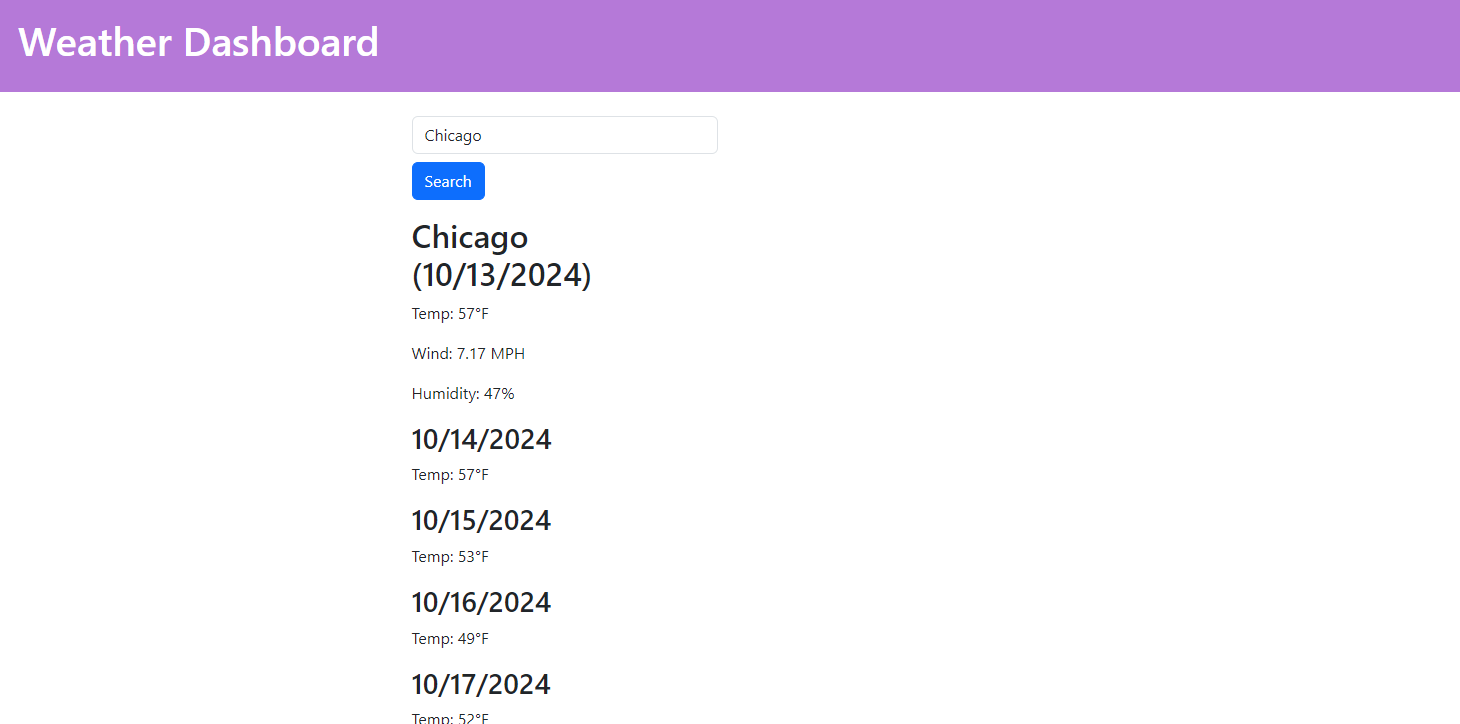 Weather Dashboard
Chicago
Search
Chicago
(10/13/2024)
Temp: 57°F
Wind: 7.17 MPH
Humidity: 47%
10/14/2024
Temp: 57°F
10/15/2024
Temp: 53°F
10/16/2024
Temp: 49°F
10/17/2024
Temp: 52°F